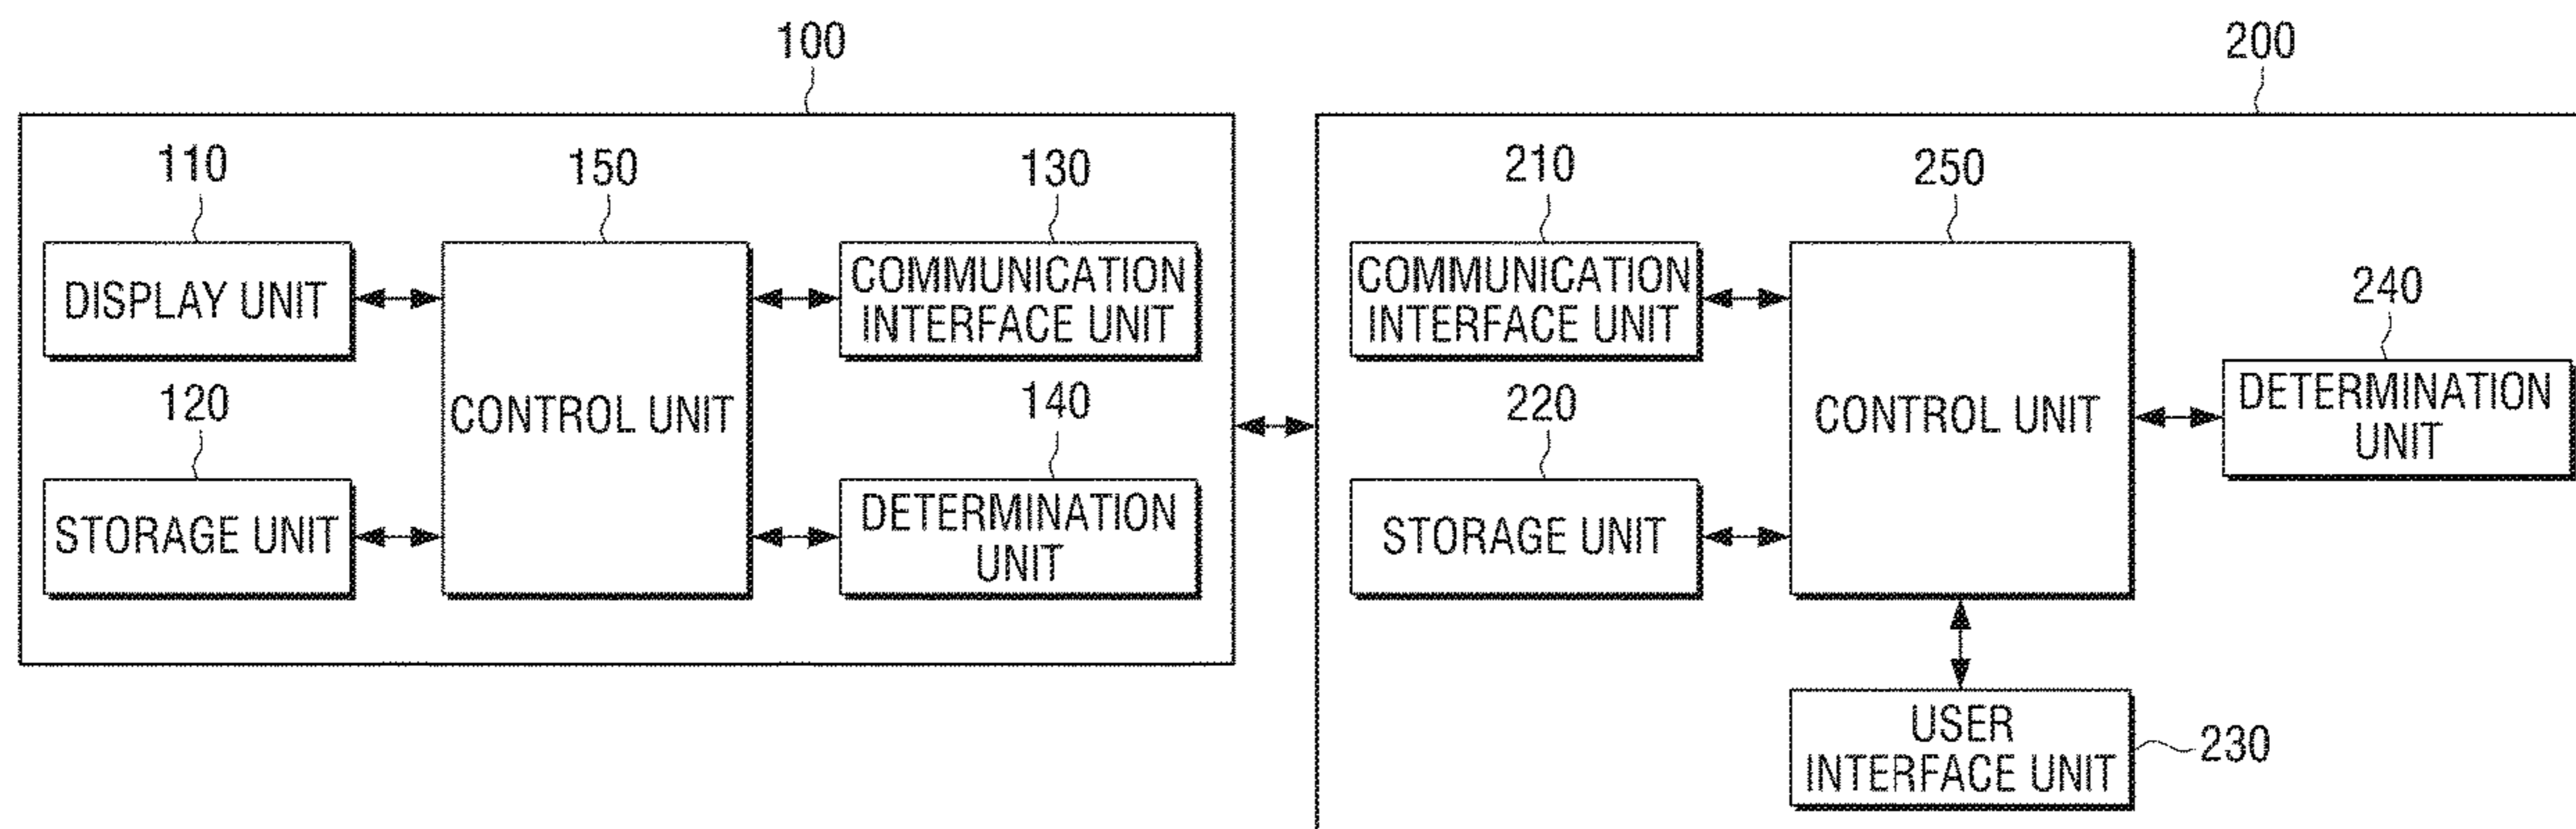 100
200
110
150
130
210
250
DISPLAY UNIT
COMMUNICATION
INTERFACE UNIT
COMMUNICATION
INTERFACE UNIT
240
120
CONTROL UNIT
140
220
CONTROL UNIT
DETERMINATION
UNIT
STORAGE UNIT
DETERMINATION
UNIT
STORAGE UNIT
USER
INTERFACE UNIT
230